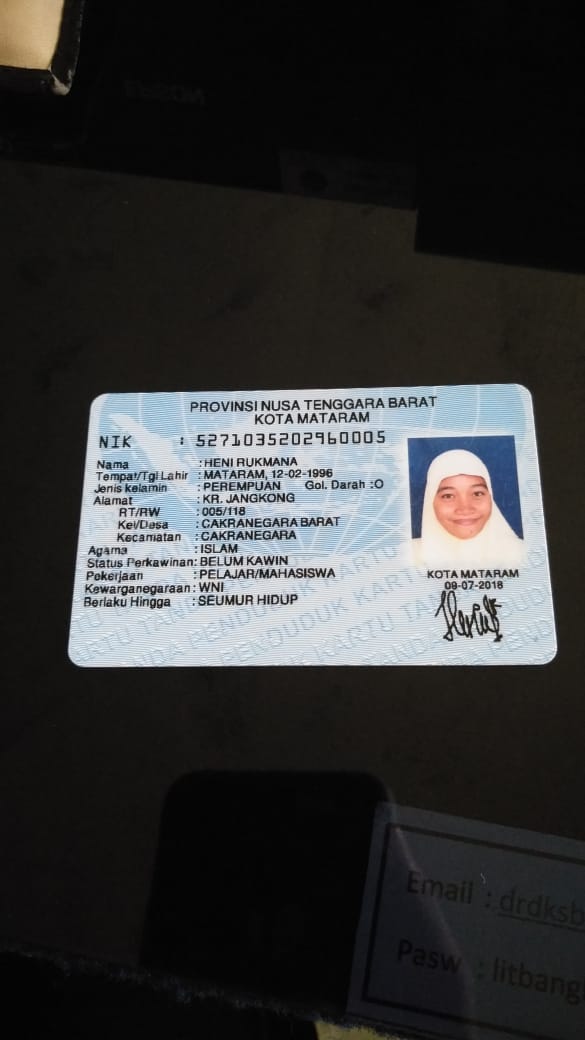 PROVINSI NUSA TENGGARA BARAT
KOTA MATARAM
NIK : 5271035202960005
Nama : HENI RUKMANA
Tempat/Tgl Lahir : MATARAM, 12-02-1996
Jenis kelamin : PEREMPUAN Gol. Darah :O
Alamat : KR. JANGKONG
RT/RW : 005/118
Kel/Desa : CAKRANEGARA BARAT
Kecamatan : CAKRANEGARA
Agama : ISLAM
Status Perkawinan: BELUM KAWIN
Pekerjaan : PELAJAR/MAHASISWA
Kewarganegaraan: WNI
Berlaku Hingga : SEUMUR HIDUP
KOTA MATARAM
09-07-2018
Email : drdksb
Pasw : litbang